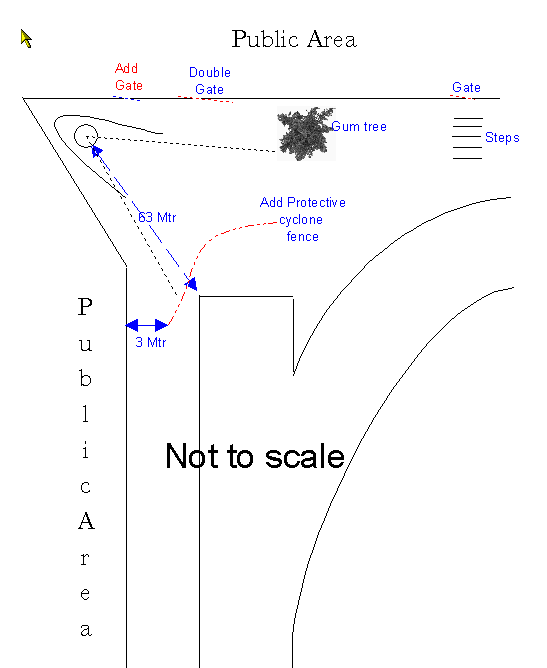 Public Area
Add
Gate
Double
Gate
Gate
Gum tree
Steps
63 Mtr
Add Protective
cyclone
fence
3 Mtr
P
u
b
l
i
c
A
r
e
a
Not to scale